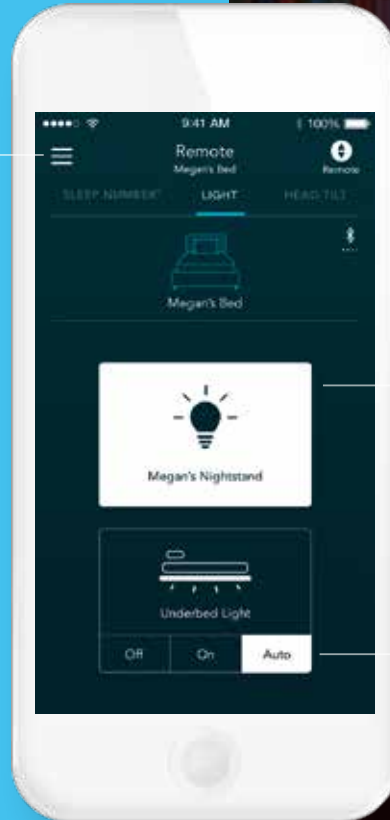 9:41 AM
100%
Remote
Megan's Bed
Remote
SLEEP NUMBER®
LIGHT
HEAD TILT
Megan's Bed
Megan's Nightstand
Underbed Light
Off
On
Auto